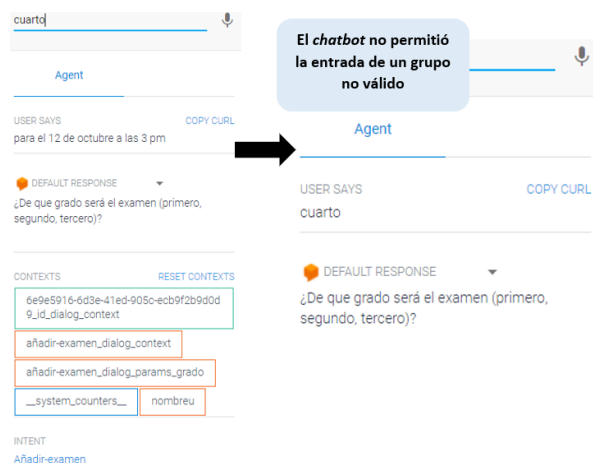 cuarto
Agent
USER SAYS COPY CURL
para el 12 de octubre a las 3 pm
DEFAULT RESPONSE
¿De que grado será el examen (primero,
segundo, tercero)?
CONTEXTS RESET CONTEXTS
6e9e5916-6d3e-41ed-905c-ecb9f2b9d0d
9_id_dialog_context
añadir-examen_dialog_context
añadir-examen_dialog_params_grado
__system_counters__ nombreu
INTENT
Añadir-examen
El chatbot no permitió
la entrada de un grupo
no válido
Agent
USER SAYS COPY CURL
cuarto
DEFAULT RESPONSE
¿De que grado será el examen (primero,
segundo, tercero)?